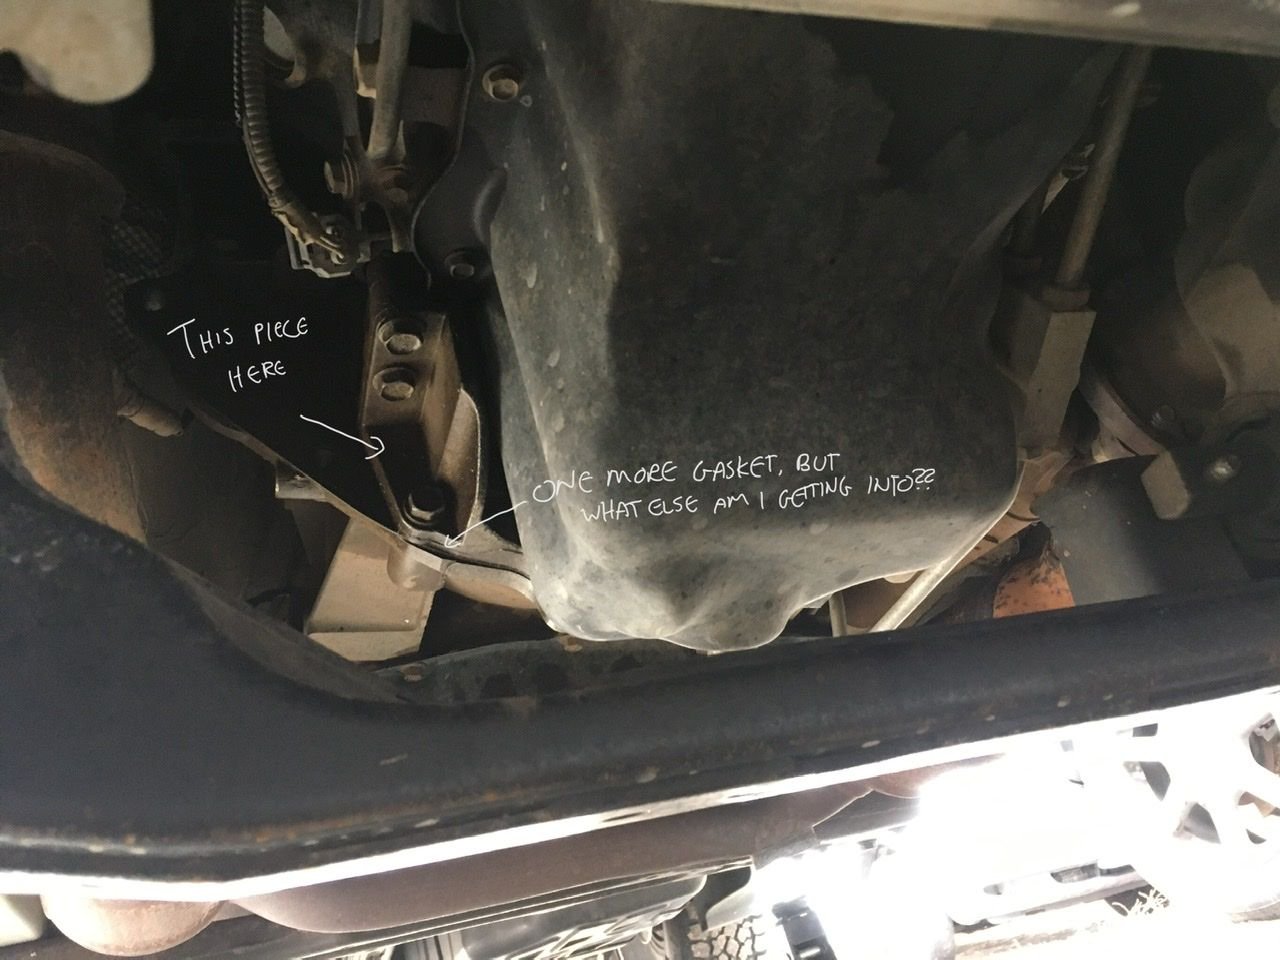 THIS PIECE
HERE
ONE MORE GASKET, BUT
WHAT ELSE AM I GETTING INTO??